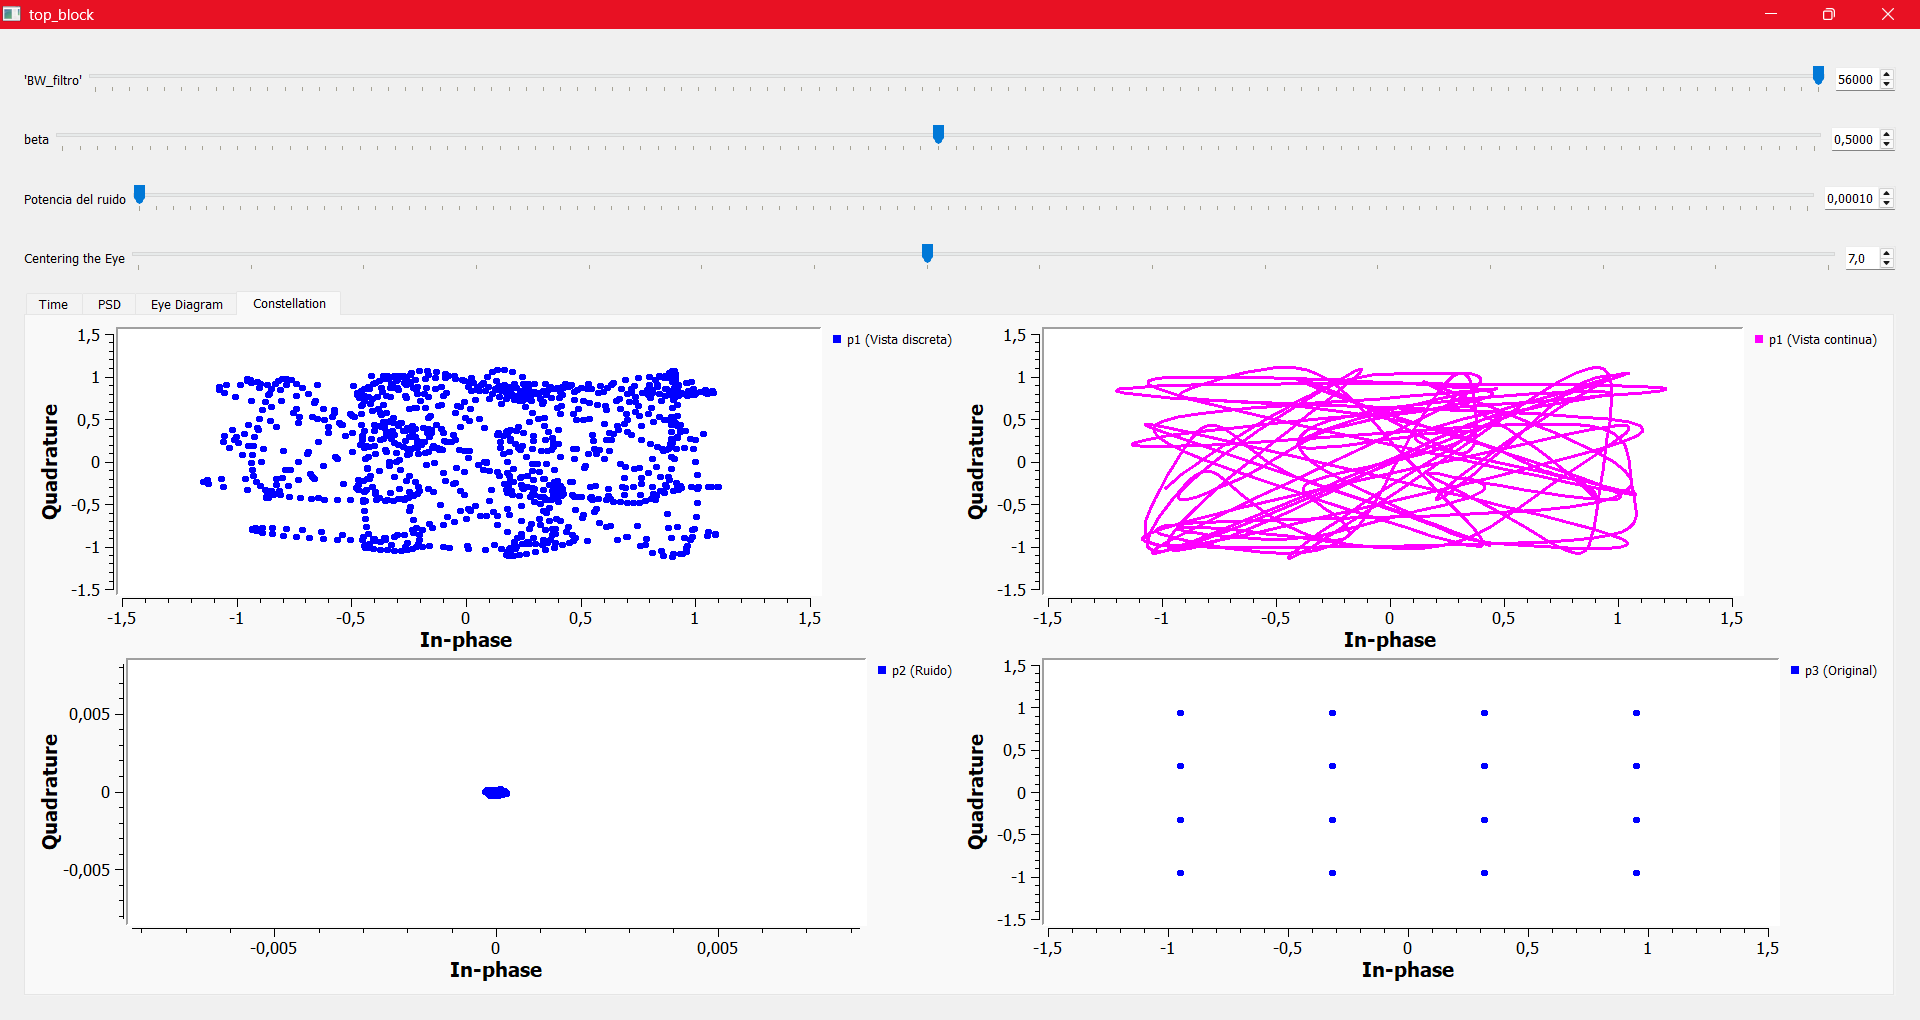 top_block
'BW_filtro' 56000
beta 0,5000
Potencia del ruido 0,00010
Centering the Eye 7,0
Time PSD Eye Diagram Constellation
1,5
1
0,5
0
-0,5
-1
-1.5
Quadrature
-1,5 -1 -0,5 0 0,5 1 1,5
In-phase
p1 (Vista discreta)
1,5
1
0,5
0
-0,5
-1
-1.5
Quadrature
-1,5 -1 -0,5 0 0,5 1 1,5
In-phase
p1 (Vista continua)
0,005
0
-0,005
Quadrature
-0,005 0 0,005
In-phase
p2 (Ruido)
1,5
1
0,5
0
-0,5
-1
-1.5
Quadrature
-1,5 -1 -0,5 0 0,5 1 1,5
In-phase
p3 (Original)